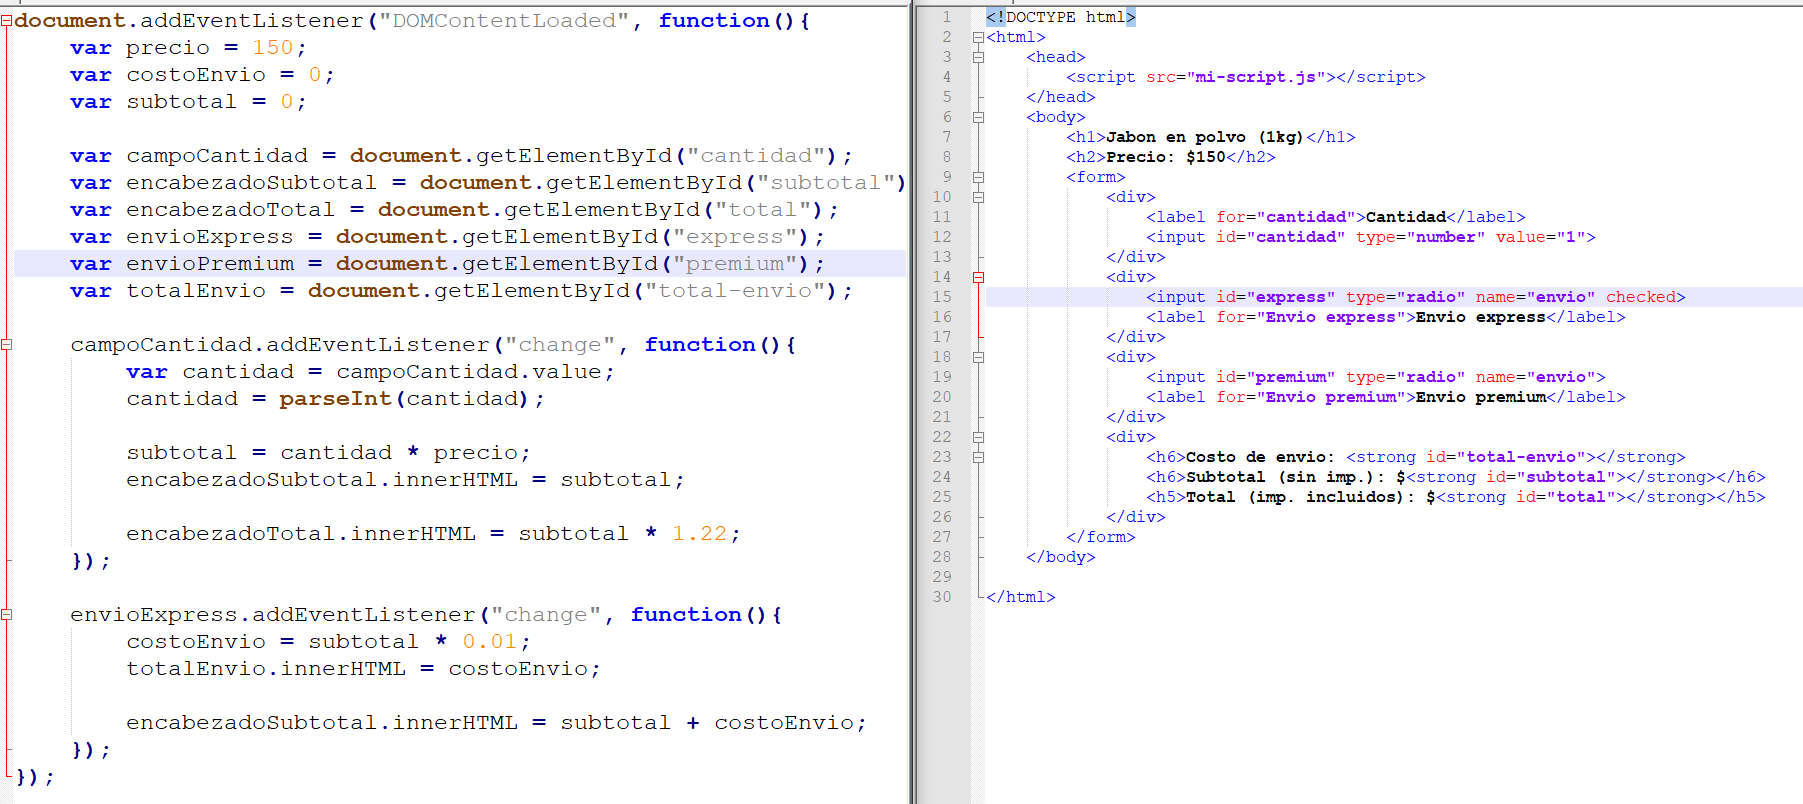 document.addEventListener("DOMContentLoaded", function(){
    var precio = 150;
    var costoEnvio = 0;
    var subtotal = 0;

    var campoCantidad = document.getElementById("cantidad");
    var encabezadoSubtotal = document.getElementById("subtotal")
    var encabezadoTotal = document.getElementById("total");
    var envioExpress = document.getElementById("express");
    var envioPremium = document.getElementById("premium");
    var totalEnvio = document.getElementById("total-envio");

    campoCantidad.addEventListener("change", function(){
        var cantidad = campoCantidad.value;
        cantidad = parseInt(cantidad);

        subtotal = cantidad * precio;
        encabezadoSubtotal.innerHTML = subtotal;

        encabezadoTotal.innerHTML = subtotal * 1.22;
    });

    envioExpress.addEventListener("change", function(){
        costoEnvio = subtotal * 0.01;
        totalEnvio.innerHTML = costoEnvio;

        encabezadoSubtotal.innerHTML = subtotal + costoEnvio;
    });
});
1 <!DOCTYPE html>
2 <html>
3     <head>
4         <script src="mi-script.js"></script>
5     </head>
6     <body>
7         <h1>Jabon en polvo (1kg)</h1>
8         <h2>Precio: $150</h2>
9         <form>
10             <div>
11                 <label for="cantidad">Cantidad</label>
12                 <input id="cantidad" type="number" value="1">
13             </div>
14             <div>
15                 <input id="express" type="radio" name="envio" checked>
16                 <label for="Envio express">Envio express</label>
17             </div>
18             <div>
19                 <input id="premium" type="radio" name="envio">
20                 <label for="Envio premium">Envio premium</label>
21             </div>
22             <div>
23                 <h6>Costo de envio: <strong id="total-envio"></strong>
24                 <h6>Subtotal (sin imp.): $<strong id="subtotal"></strong></h6>
25                 <h5>Total (imp. incluidos): $<strong id="total"></strong></h5>
26             </div>
27         </form>
28     </body>
29
30 </html>